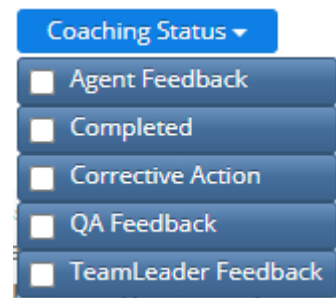 Coaching Status
Agent Feedback
Completed
Corrective Action
QA Feedback
TeamLeader Feedback